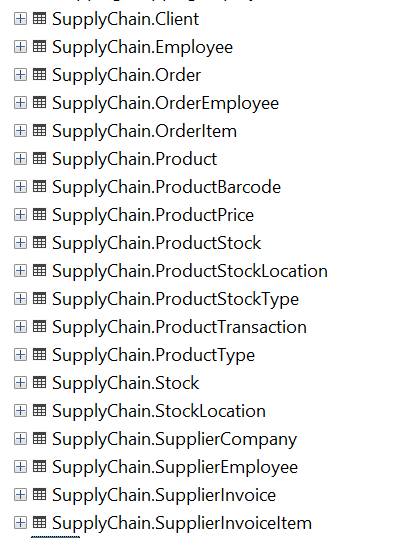 SupplyChain.Client
SupplyChain.Employee
SupplyChain.Order
SupplyChain.OrderEmployee
SupplyChain.OrderItem
SupplyChain.Product
SupplyChain.ProductBarcode
SupplyChain.ProductPrice
SupplyChain.ProductStock
SupplyChain.ProductStockLocation
SupplyChain.ProductStockType
SupplyChain.ProductTransaction
SupplyChain.ProductType
SupplyChain.Stock
SupplyChain.StockLocation
SupplyChain.SupplierCompany
SupplyChain.SupplierEmployee
SupplyChain.SupplierInvoice
SupplyChain.SupplierInvoiceItem